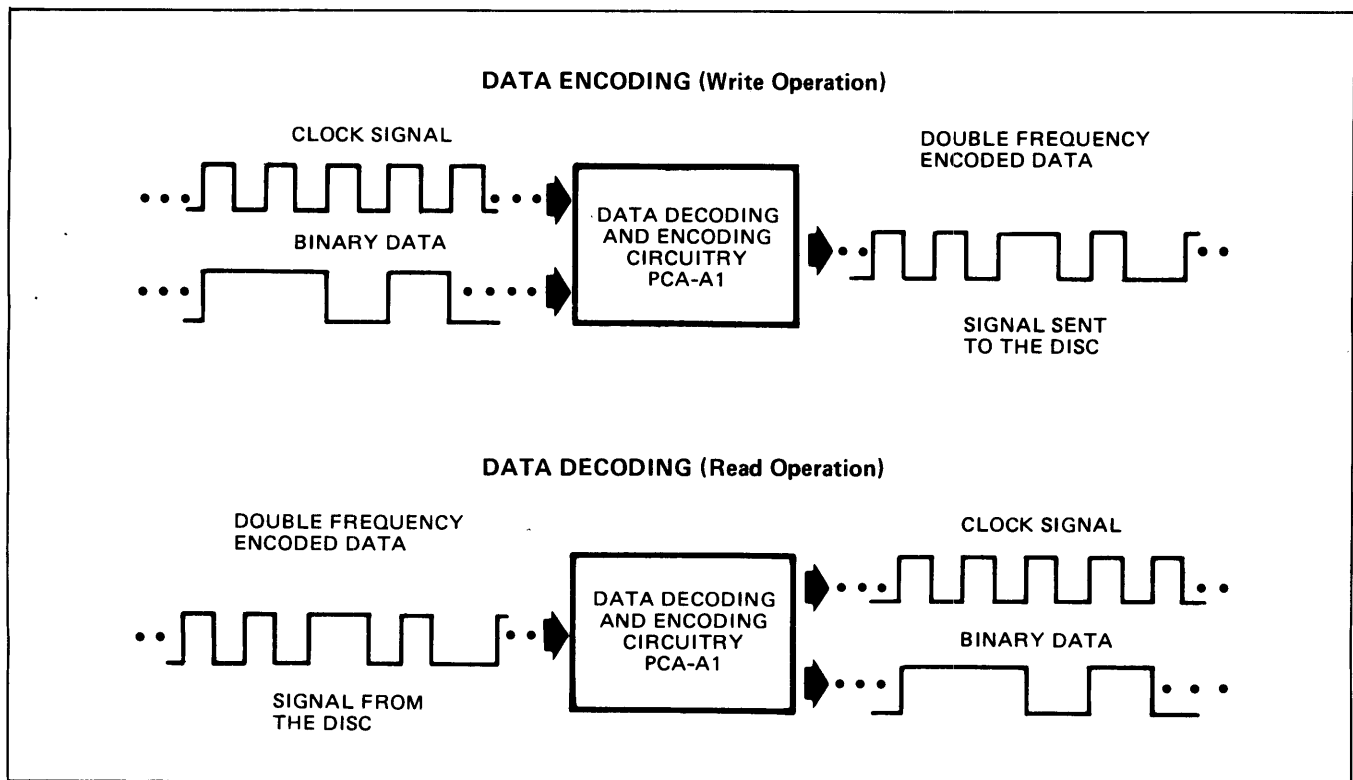 DATA ENCODING (Write Operation)
CLOCK SIGNAL
BINARY DATA
DATA DECODING
AND ENCODING
CIRCUITRY
PCA-A1
DOUBLE FREQUENCY
ENCODED DATA
SIGNAL SENT
TO THE DISC
DATA DECODING (Read Operation)
DOUBLE FREQUENCY
ENCODED DATA
SIGNAL FROM
THE DISC
DATA DECODING
AND ENCODING
CIRCUITRY
PCA-A1
CLOCK SIGNAL
BINARY DATA